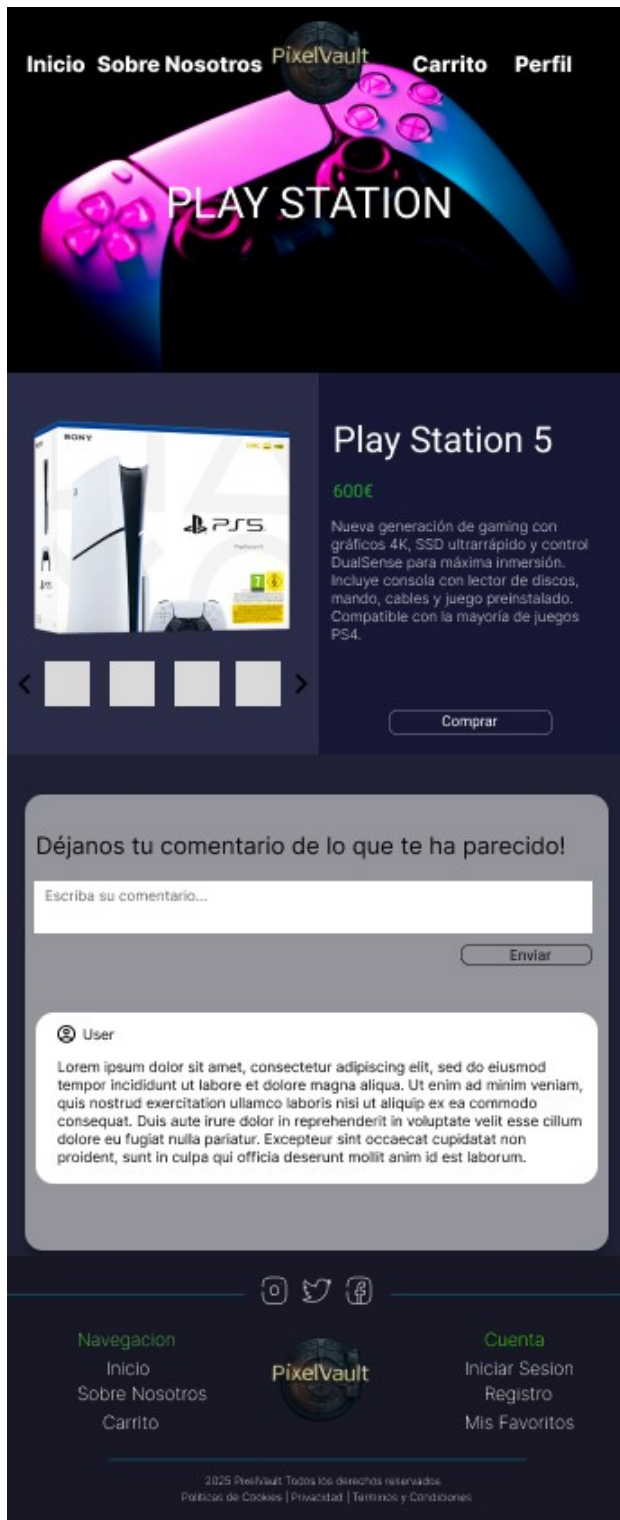 Inicio Sobre Nosotros PixelVault Carrito Perfil
PLAY STATION
SONY
PS5
PlayStation 5
7
Play Station 5
600€
Nueva generación de gaming con
gráficos 4K, SSD ultrarrápido y control
DualSense para máxima inmersión.
Incluye consola con lector de discos,
mando, cables y juego preinstalado.
Compatible con la mayoría de juegos
PS4.
Comprar
Déjanos tu comentario de lo que te ha parecido!
Escriba su comentario...
Enviar
User
Lorem ipsum dolor sit amet, consectetur adipiscing elit, sed do eiusmod
tempor incididunt ut labore et dolore magna aliqua. Ut enim ad minim veniam,
quis nostrud exercitation ullamco laboris nisi ut aliquip ex ea commodo
consequat. Duis aute irure dolor in reprehenderit in voluptate velit esse cillum
dolore eu fugiat nulla pariatur. Excepteur sint occaecat cupidatat non
proident, sunt in culpa qui officia deserunt mollit anim id est laborum.
Navegacion
Inicio
Sobre Nosotros
Carrito
PixelVault
Cuenta
Iniciar Sesion
Registro
Mis Favoritos
2025 PixelVault Todos los derechos reservados
Politicas de Cookies | Privacidad | Terminos y Condiciones